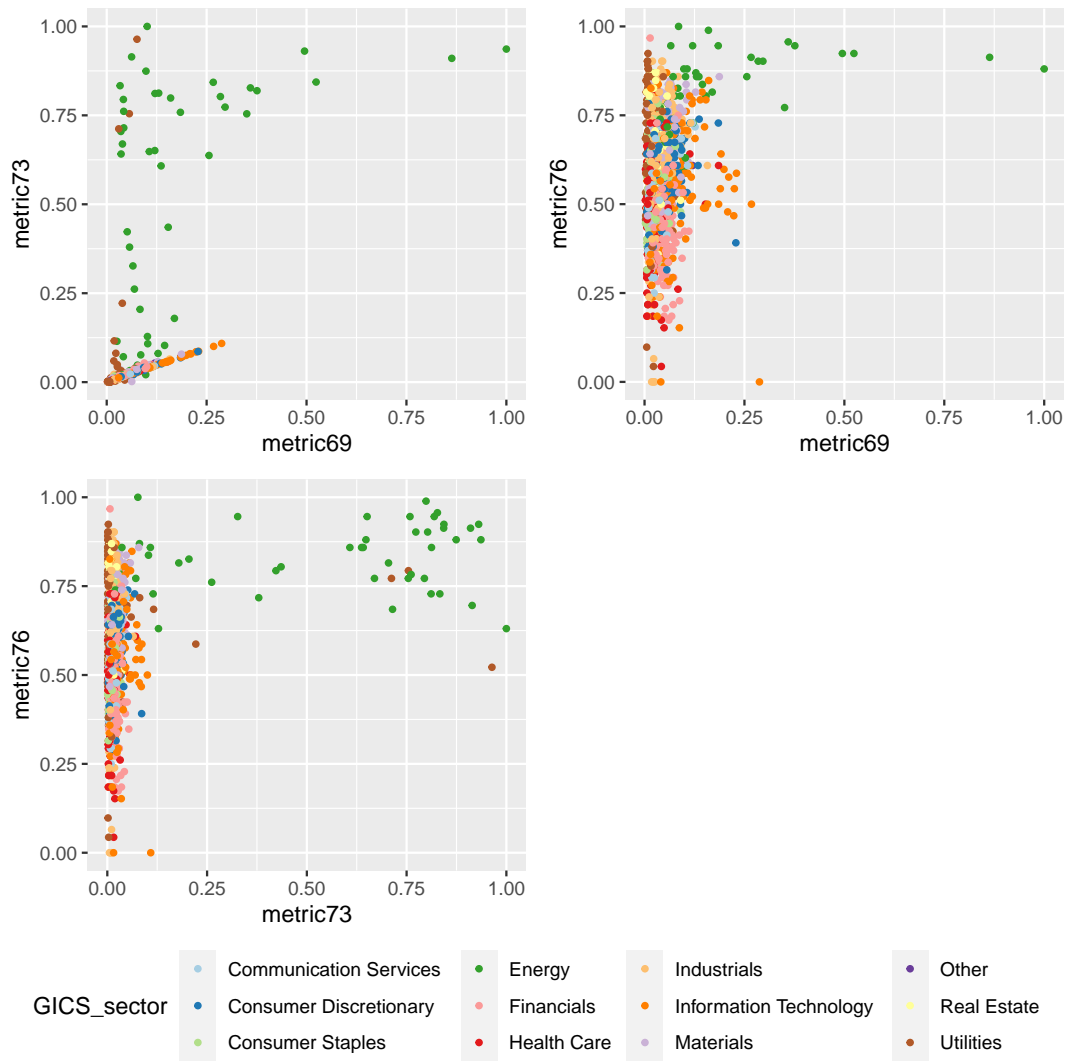 1.00
0.75
0.50
0.25
0.00
metric73
0.00 0.25 0.50 0.75 1.00
metric69
1.00
0.75
0.50
0.25
0.00
metric76
0.00 0.25 0.50 0.75 1.00
metric69
1.00
0.75
0.50
0.25
0.00
metric76
0.00 0.25 0.50 0.75 1.00
metric73
GICS_sector
Communication Services
Consumer Discretionary
Consumer Staples
Energy
Financials
Health Care
Industrials
Information Technology
Materials
Other
Real Estate
Utilities